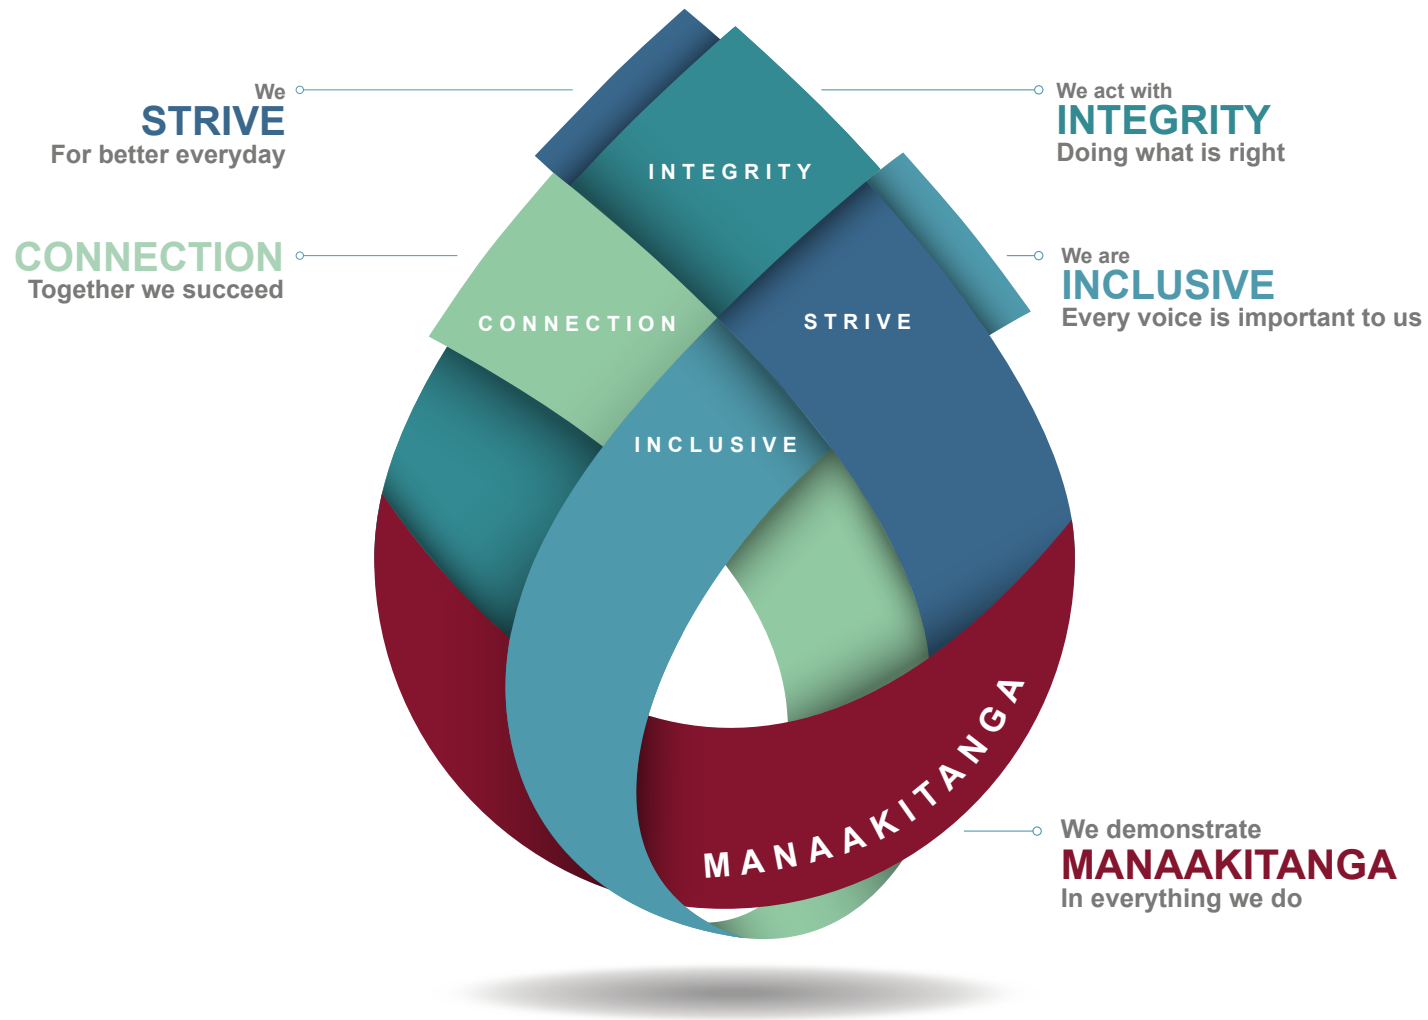 We
STRIVE
For better everyday
CONNECTION
Together we succeed
We act with
INTEGRITY
Doing what is right
We are
INCLUSIVE
Every voice is important to us
We demonstrate
MANAAKITANGA
In everything we do
INTEGRITY
CONNECTION
STRIVE
INCLUSIVE
MANAAKITANGA